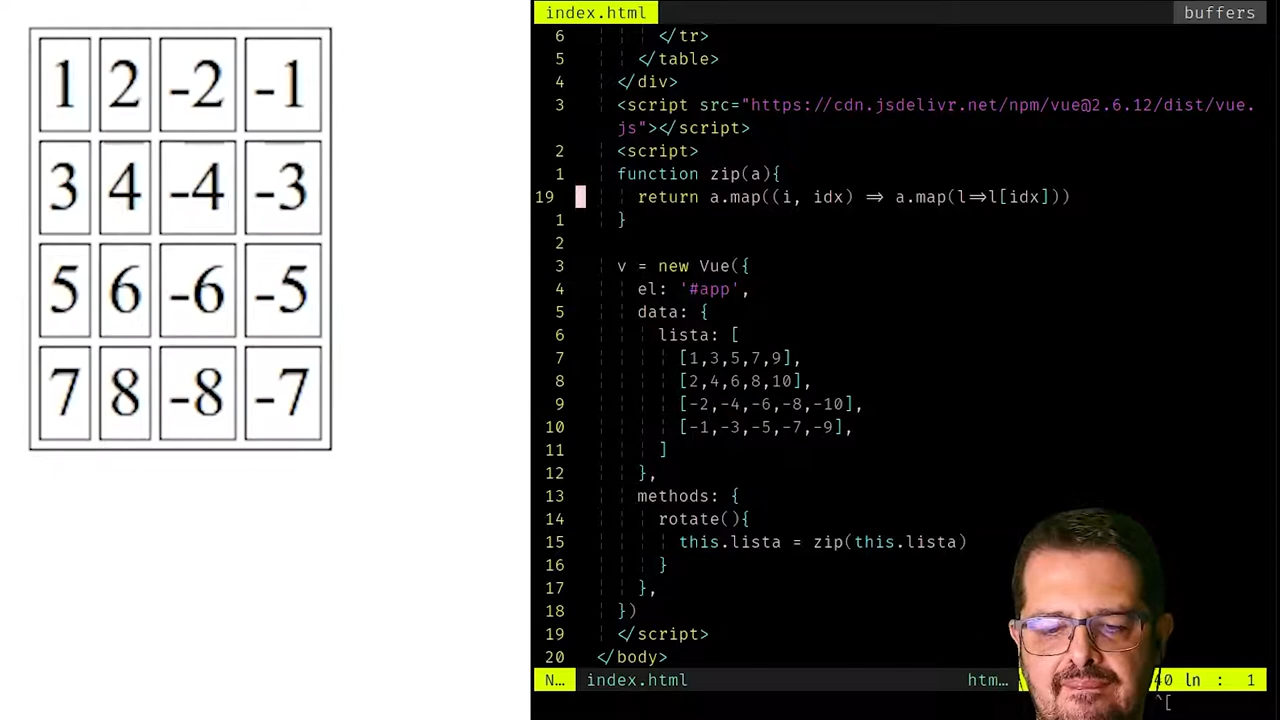 1 2 -2 -1
3 4 -4 -3
5 6 -6 -5
7 8 -8 -7
index.html buffers
6 </tr>
5 </table>
4 </div>
3 <script src="https://cdn.jsdelivr.net/npm/vue@2.6.12/dist/vue.
js"></script>
2 <script>
1 function zip(a){
19 return a.map((i, idx) => a.map(l=>l[idx]))
1 }
2
3 v = new Vue({
4 el: '#app',
5 data: {
6 lista: [
7 [1,3,5,7,9],
8 [2,4,6,8,10],
9 [-2,-4,-6,-8,-10],
10 [-1,-3,-5,-7,-9],
11 ]
12 },
13 methods: {
14 rotate(){
15 this.lista = zip(this.lista)
16 }
17 },
18 })
19 </script>
20 </body>
N… index.html htm… 40 ln : 1
^[